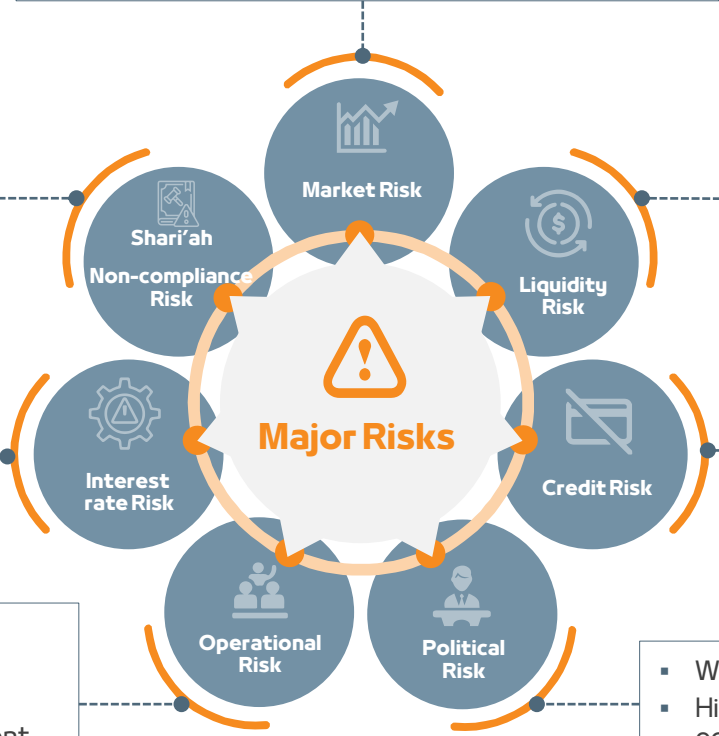 Market Risk
Shari'ah
Non-compliance
Risk
Liquidity
Risk
Major Risks
Interest
rate Risk
Credit Risk
Operational
Risk
Political
Risk